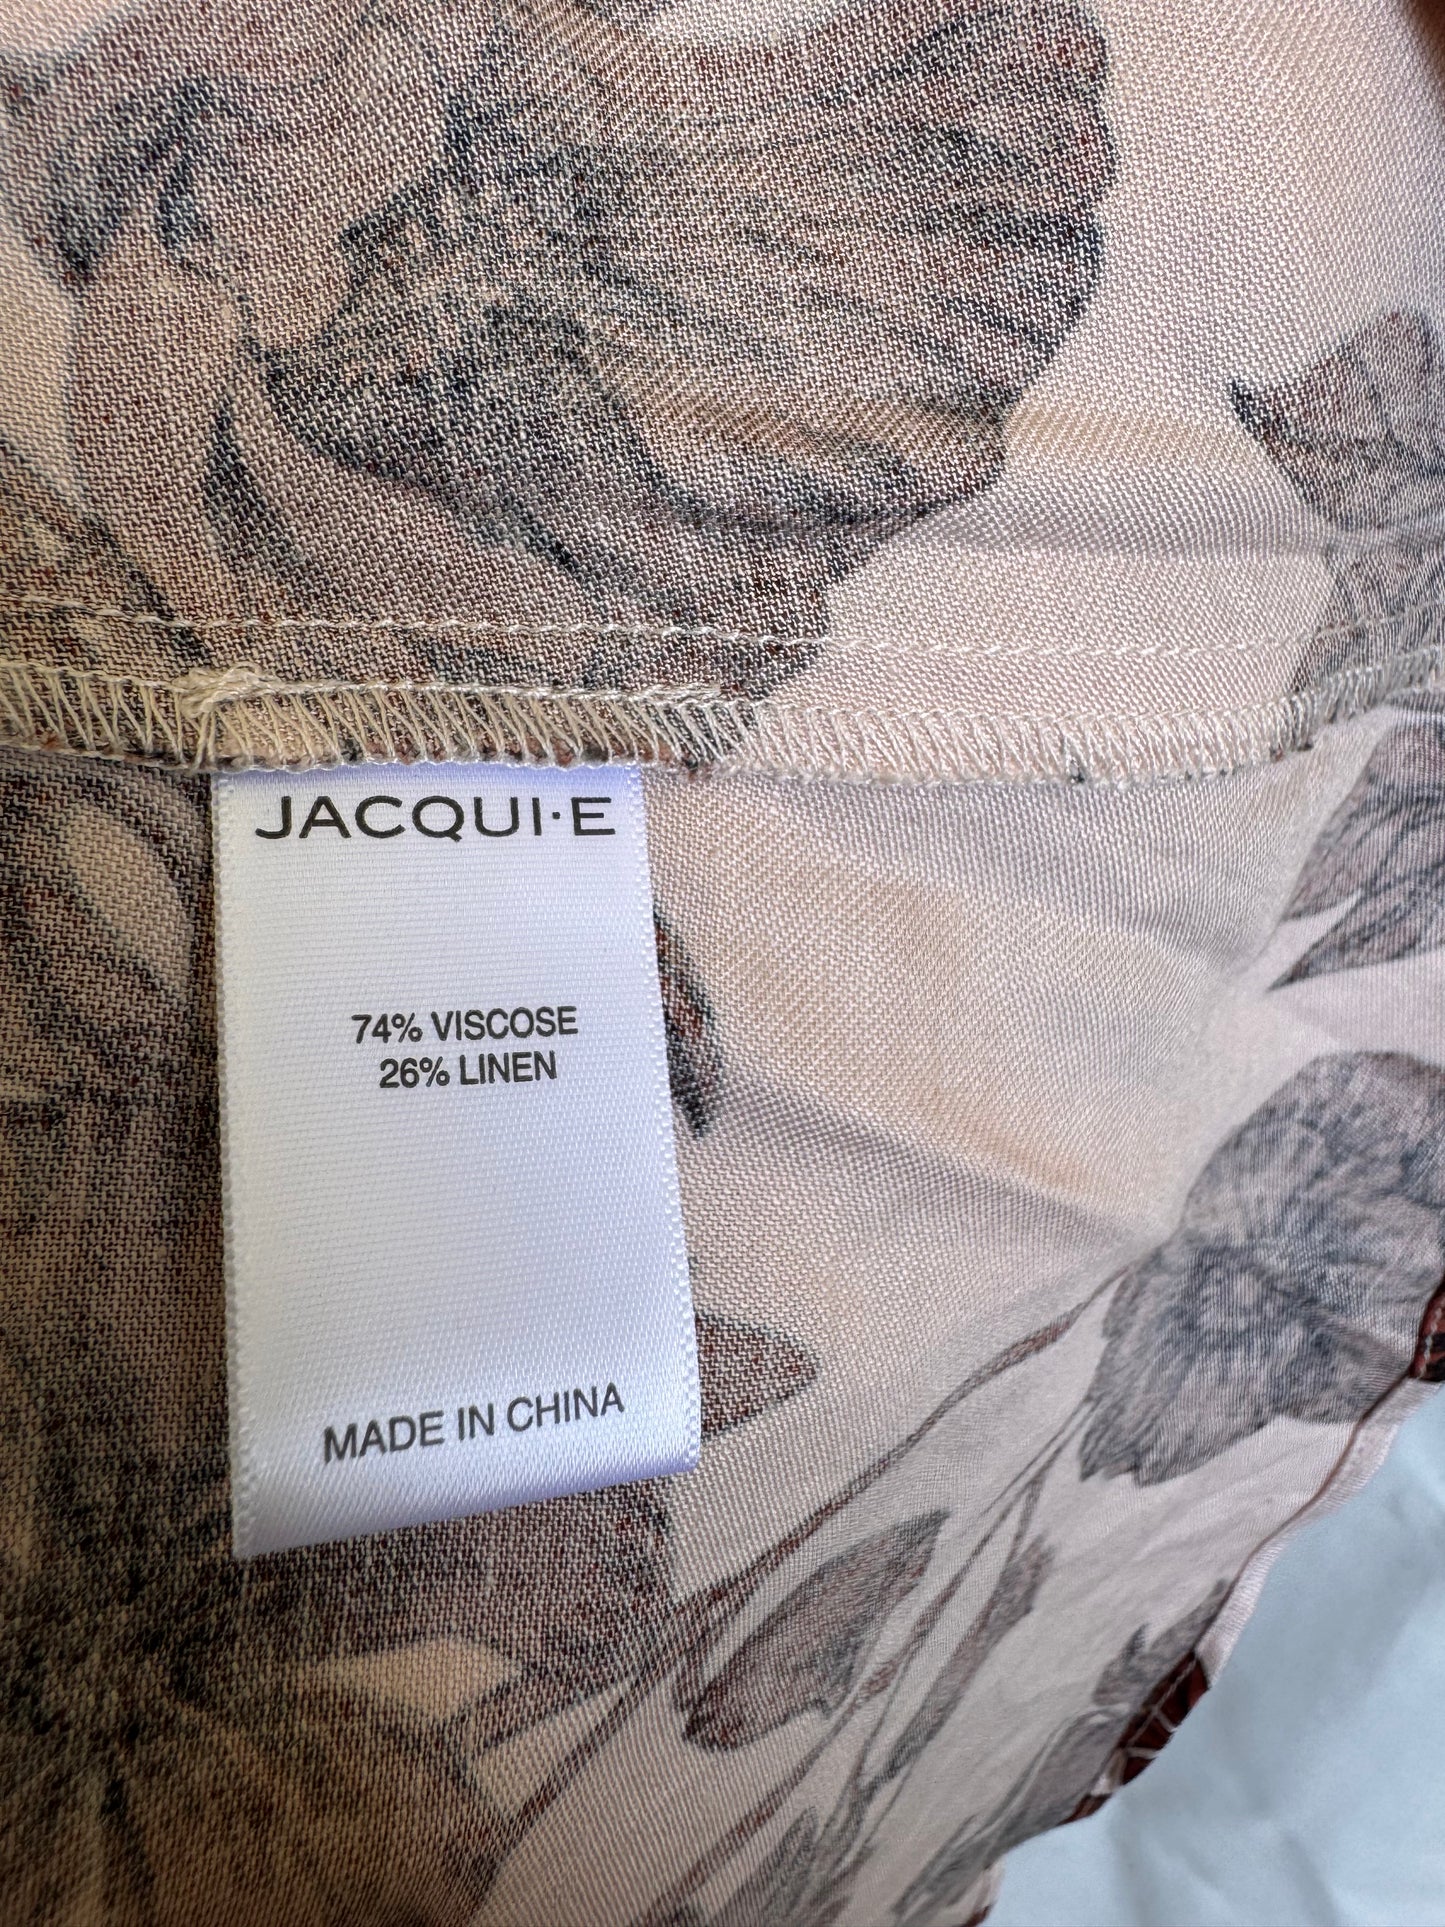 JACQUI·E
74% VISCOSE
26% LINEN
MADE IN CHINA